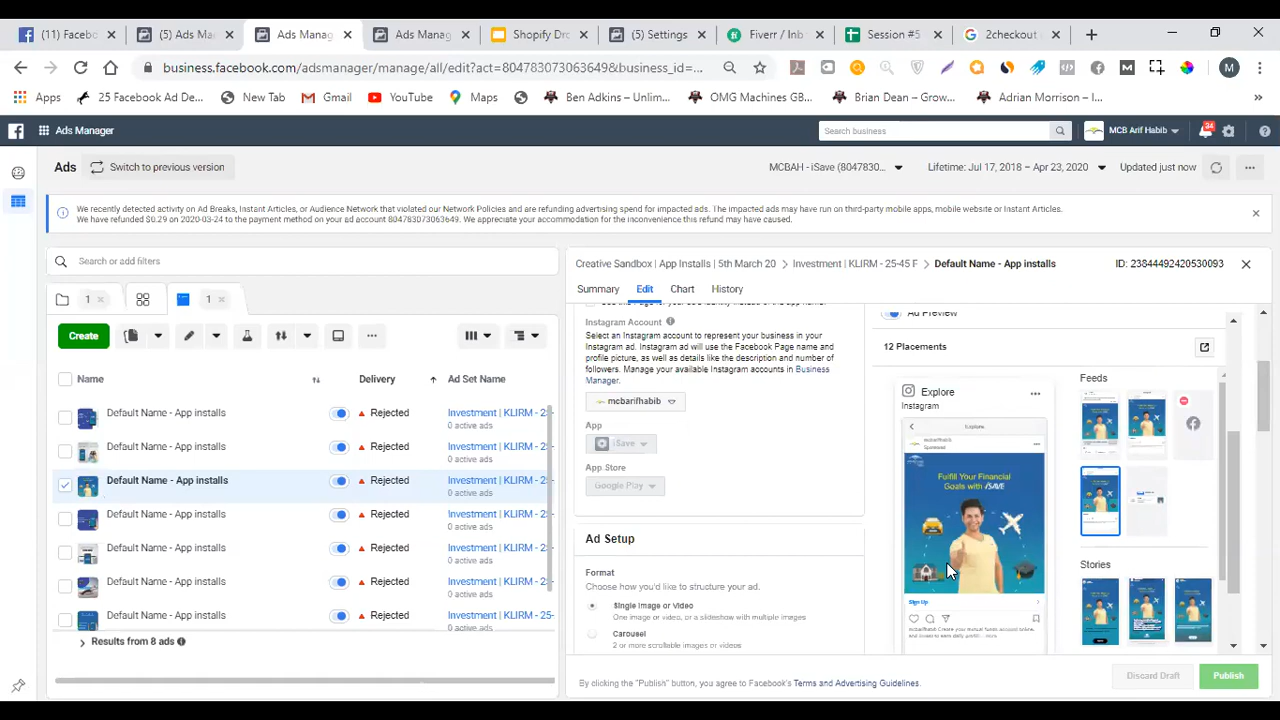 (11) Facebo
(5) Ads Ma
Ads Manag
Ads Manag
Shopify Dro
(5) Settings
Fiverr / Inb
Session #5
2checkout
business.facebook.com/adsmanager/manage/all/edit?act=804783073063649&business_id=...
M
Apps
25 Facebook Ad De...
New Tab
Gmail
YouTube
Maps
Ben Adkins – Unlim...
OMG Machines GB...
Brian Dean – Grow...
Adrian Morrison – I...
Ads Manager
Search business
MCB Arif Habib
34
Ads
Switch to previous version
MCBAH - iSave (8047830...
Lifetime: Jul 17, 2018 – Apr 23, 2020
Updated just now
We recently detected activity on Ad Breaks, Instant Articles, or Audience Network that violated our Network Policies and are refunding advertising spend for impacted ads. The impacted ads may have run on third-party mobile apps, mobile website or Instant Articles.
We have refunded $0.29 on 2020-03-24 to the payment method on your ad account 804783073063649. We appreciate your accommodation for the inconvenience this refund may have caused.
Search or add filters
1
1
Create
Name
Delivery
Ad Set Name
Default Name - App installs
Rejected
Investment | KLIRM - 25-
0 active ads
Default Name - App installs
Rejected
Investment | KLIRM - 25-
0 active ads
Default Name - App installs
Rejected
Investment | KLIRM - 25-
0 active ads
Default Name - App installs
Rejected
Investment | KLIRM - 25-
0 active ads
Default Name - App installs
Rejected
Investment | KLIRM - 25-
0 active ads
Default Name - App installs
Rejected
Investment | KLIRM - 25-
0 active ads
Default Name - App installs
Rejected
Investment | KLIRM - 25-
0 active ads
Results from 8 ads
Creative Sandbox | App Installs | 5th March 20
Investment | KLIRM - 25-45 F
Default Name - App installs
ID: 23844492420530093
Summary
Edit
Chart
History
Instagram Account
Select an Instagram account to represent your business in
your Instagram ad. Instagram ad will use the Facebook Page name and
profile picture, as well as details like the description and number of
followers. Manage your available Instagram accounts in Business
Manager.
mcbarifhabib
App
iSave
App Store
Google Play
Ad Setup
Format
Choose how you'd like to structure your ad.
Single Image or Video
One image or video, or a slideshow with multiple images
Carousel
2 or more scrollable images or videos
Ad Preview
12 Placements
Explore
Instagram
Explore
mcbarifhabib
Sponsored
Fulfill Your Financial
Goals with iSAVE
Sign Up
Feeds
Stories
By clicking the "Publish" button, you agree to Facebook's Terms and Advertising Guidelines.
Discard Draft
Publish